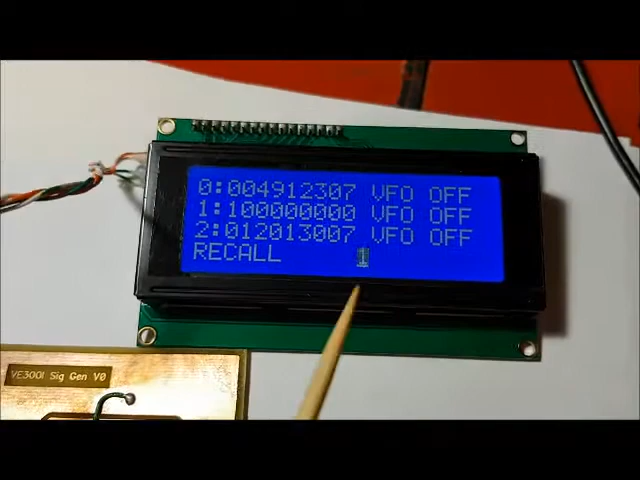 0:004912307 VFO OFF
1:100000000 VFO OFF
2:012013007 VFO OFF
RECALL
VE3OOI Sig Gen V0